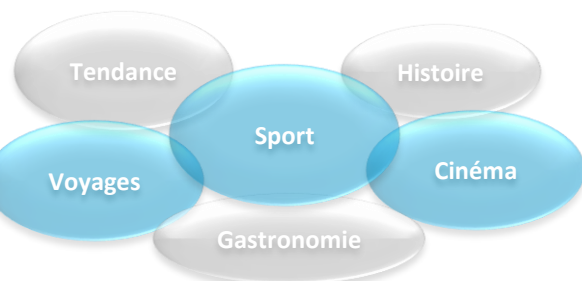 Tendance
Histoire
Sport
Voyages
Cinéma
Gastronomie